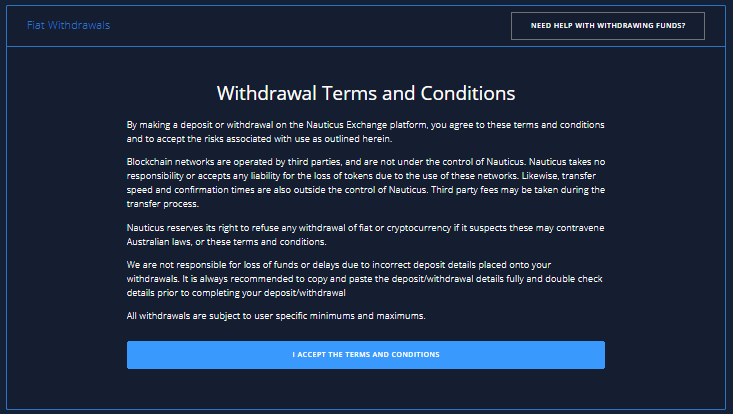 Fiat Withdrawals
NEED HELP WITH WITHDRAWING FUNDS?
Withdrawal Terms and Conditions
By making a deposit or withdrawal on the Nauticus Exchange platform, you agree to these terms and conditions
and to accept the risks associated with use as outlined herein.
Blockchain networks are operated by third parties, and are not under the control of Nauticus. Nauticus takes no
responsibility or accepts any liability for the loss of tokens due to the use of these networks. Likewise, transfer
speed and confirmation times are also outside the control of Nauticus. Third party fees may be taken during the
transfer process.
Nauticus reserves its right to refuse any withdrawal of fiat or cryptocurrency if it suspects these may contravene
Australian laws, or these terms and conditions.
We are not responsible for loss of funds or delays due to incorrect deposit details placed onto your
withdrawals. It is always recommended to copy and paste the deposit/withdrawal details fully and double check
details prior to completing your deposit/withdrawal
All withdrawals are subject to user specific minimums and maximums.
I ACCEPT THE TERMS AND CONDITIONS